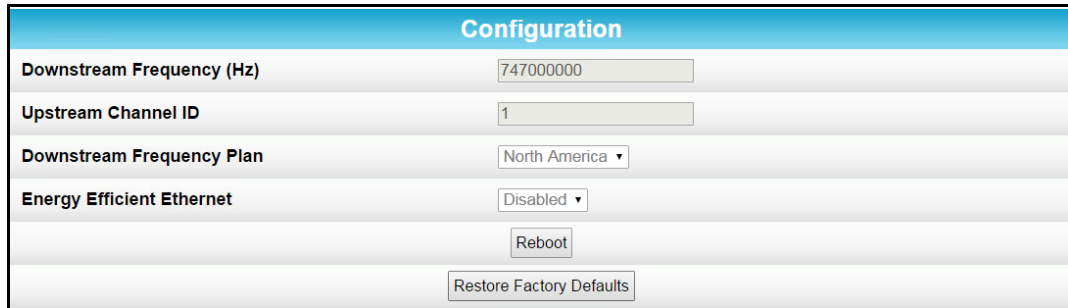 Configuration
Downstream Frequency (Hz) 747000000
Upstream Channel ID 1
Downstream Frequency Plan North America
Energy Efficient Ethernet Disabled
Reboot
Restore Factory Defaults